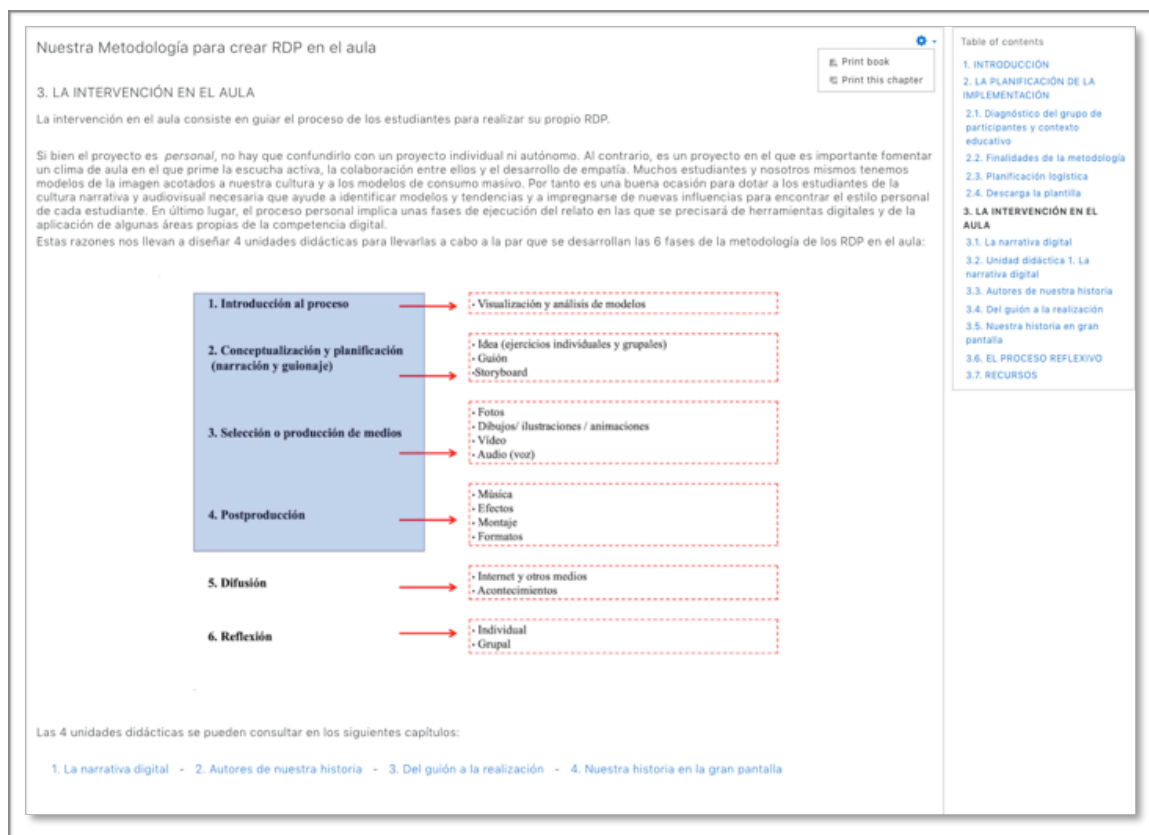 Nuestra Metodología para crear RDP en el aula
Print book
Print this chapter
3. LA INTERVENCIÓN EN EL AULA
La intervención en el aula consiste en guiar el proceso de los estudiantes para realizar su propio RDP.
Si bien el proyecto es personal, no hay que confundirlo con un proyecto individual ni autónomo. Al contrario, es un proyecto en el que es importante fomentar
un clima de aula en el que prime la escucha activa, la colaboración entre ellos y el desarrollo de empatía. Muchos estudiantes y nosotros mismos tenemos
modelos de la imagen acotados a nuestra cultura y a los modelos de consumo masivo. Por tanto es una buena ocasión para dotar a los estudiantes de la
cultura narrativa y audiovisual necesaria que ayude a identificar modelos y tendencias y a impregnarse de nuevas influencias para encontrar el estilo personal
de cada estudiante. En último lugar, el proceso personal implica unas fases de ejecución del relato en las que se precisará de herramientas digitales y de la
aplicación de algunas áreas propias de la competencia digital.
Estas razones nos llevan a diseñar 4 unidades didácticas para llevarlas a cabo a la par que se desarrollan las 6 fases de la metodología de los RDP en el aula:
1. Introducción al proceso
- Visualización y análisis de modelos
2. Conceptualización y planificación
(narración y guionaje)
- Idea (ejercicios individuales y grupales)
- Guión
-Storyboard
3. Selección o producción de medios
- Fotos
- Dibujos/ ilustraciones / animaciones
- Vídeo
- Audio (voz)
4. Postproducción
- Música
- Efectos
- Montaje
- Formatos
5. Difusión
- Internet y otros medios
- Acontecimientos
6. Reflexión
- Individual
- Grupal
Las 4 unidades didácticas se pueden consultar en los siguientes capítulos:
1. La narrativa digital - 2. Autores de nuestra historia - 3. Del guión a la realización - 4. Nuestra historia en la gran pantalla
Table of contents
1. INTRODUCCIÓN
2. LA PLANIFICACIÓN DE LA
IMPLEMENTACIÓN
2.1. Diagnóstico del grupo de
participantes y contexto
educativo
2.2. Finalidades de la metodología
2.3. Planificación logística
2.4. Descarga la plantilla
3. LA INTERVENCIÓN EN EL
AULA
3.1. La narrativa digital
3.2. Unidad didáctica 1. La
narrativa digital
3.3. Autores de nuestra historia
3.4. Del guión a la realización
3.5. Nuestra historia en gran
pantalla
3.6. EL PROCESO REFLEXIVO
3.7. RECURSOS